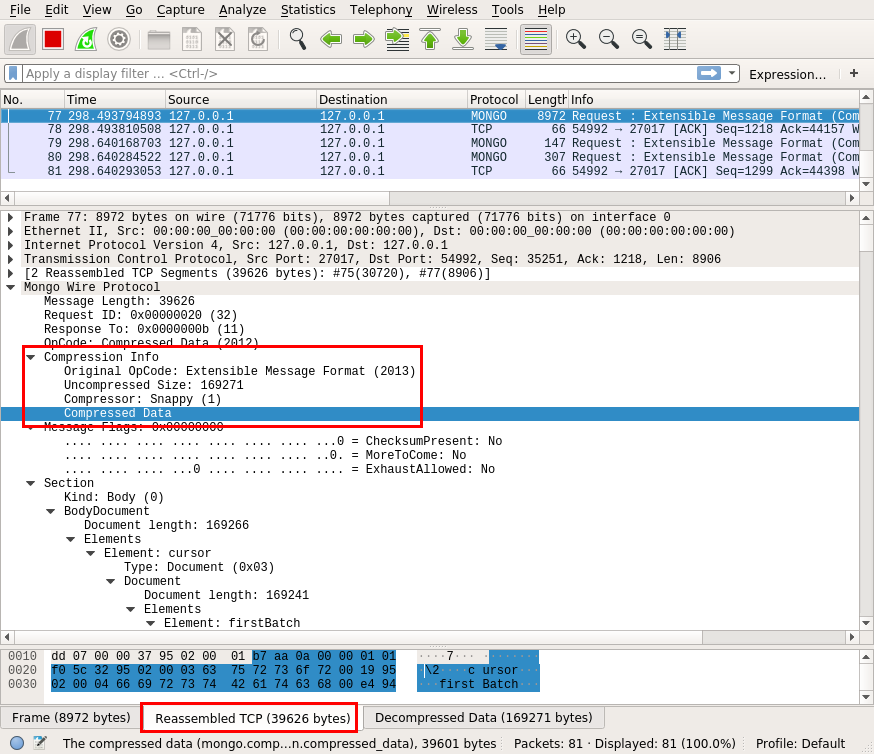 File Edit View Go Capture Analyze Statistics Telephony Wireless Tools Help
Apply a display filter ... <Ctrl-/> Expression... +
No. Time Source Destination Protocol Length Info
77 298.493794893 127.0.0.1 127.0.0.1 MONGO 8972 Request : Extensible Message Format (Com
78 298.493810508 127.0.0.1 127.0.0.1 TCP 66 54992 → 27017 [ACK] Seq=1218 Ack=44157 W
79 298.640168703 127.0.0.1 127.0.0.1 MONGO 147 Request : Extensible Message Format (Com
80 298.640284522 127.0.0.1 127.0.0.1 MONGO 307 Request : Extensible Message Format (Com
81 298.640293053 127.0.0.1 127.0.0.1 TCP 66 54992 → 27017 [ACK] Seq=1299 Ack=44398 W
Frame 77: 8972 bytes on wire (71776 bits), 8972 bytes captured (71776 bits) on interface 0
Ethernet II, Src: 00:00:00_00:00:00 (00:00:00:00:00:00), Dst: 00:00:00_00:00:00 (00:00:00:00:00:00)
Internet Protocol Version 4, Src: 127.0.0.1, Dst: 127.0.0.1
Transmission Control Protocol, Src Port: 27017, Dst Port: 54992, Seq: 35251, Ack: 1218, Len: 8906
[2 Reassembled TCP Segments (39626 bytes): #75(30720), #77(8906)]
Mongo Wire Protocol
Message Length: 39626
Request ID: 0x00000020 (32)
Response To: 0x0000000b (11)
OpCode: Compressed Data (2012)
Compression Info
Original OpCode: Extensible Message Format (2013)
Uncompressed Size: 169271
Compressor: Snappy (1)
Compressed Data
Message Flags: 0x00000000
.... .... .... .... .... .... .... ...0 = ChecksumPresent: No
.... .... .... .... .... .... .... ..0. = MoreToCome: No
.... .... .... ...0 .... .... .... .... = ExhaustAllowed: No
Section
Kind: Body (0)
BodyDocument
Document length: 169266
Elements
Element: cursor
Type: Document (0x03)
Document
Document length: 169241
Elements
Element: firstBatch
0010 dd 07 00 00 37 95 02 00 01 b7 aa 0a 00 00 01 01 ····7··· ········
0020 f0 5c 32 95 02 00 03 63 75 72 73 6f 72 00 19 95 ·\2····c ursor···
0030 02 00 04 66 69 72 73 74 42 61 74 63 68 00 e4 94 ···first Batch···
Frame (8972 bytes) Reassembled TCP (39626 bytes) Decompressed Data (169271 bytes)
The compressed data (mongo.comp...n.compressed_data), 39601 bytes Packets: 81 · Displayed: 81 (100.0%) Profile: Default